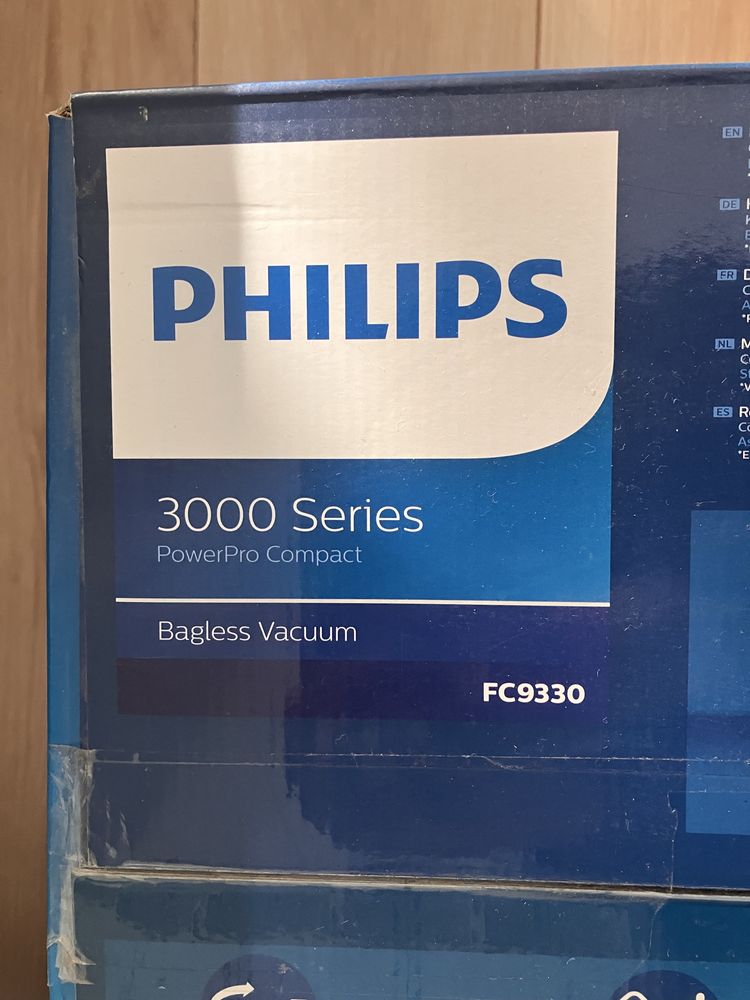 PHILIPS
3000 Series
PowerPro Compact
Bagless Vacuum
FC9330
EN
DE
FR
NL
ES